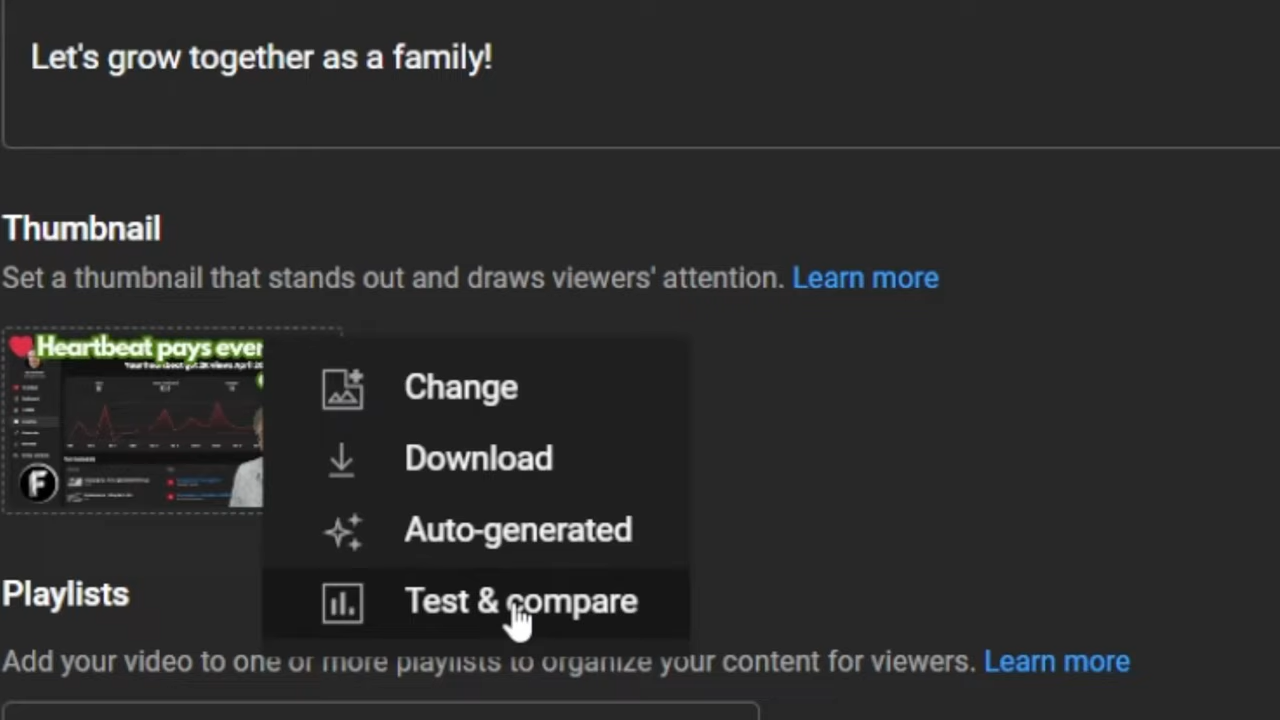 Let's grow together as a family!
Thumbnail
Set a thumbnail that stands out and draws viewers' attention. Learn more
Heartbeat pays ever
Change
Download
Auto-generated
Test & compare
F
Playlists
Add your video to one or more playlists to organize your content for viewers. Learn more